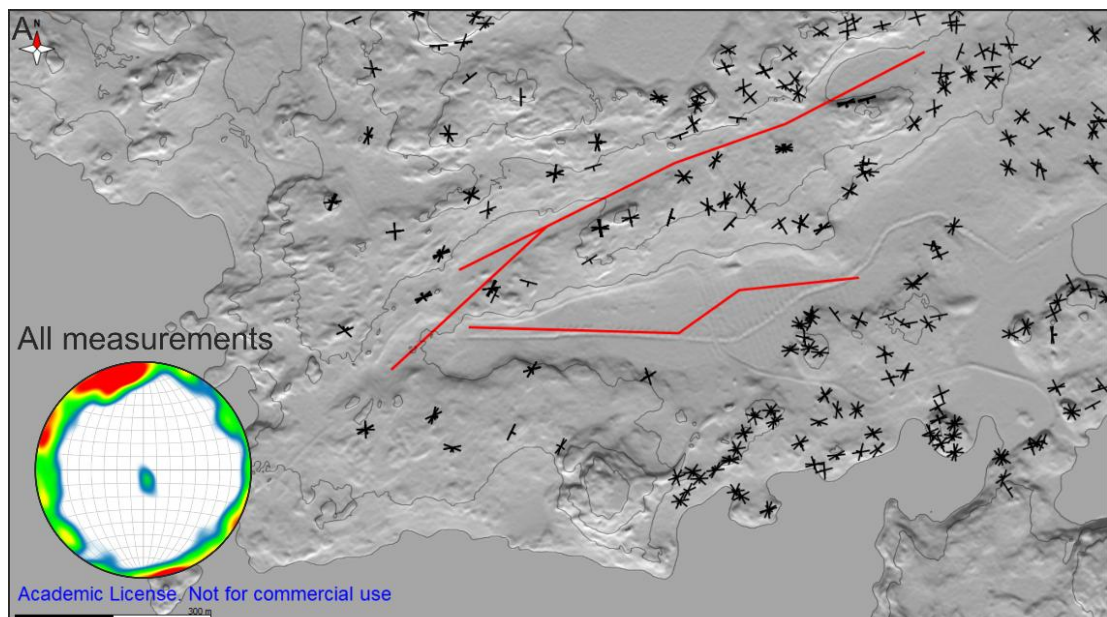 A
N
All measurements
Academic License. Not for commercial use
300 m